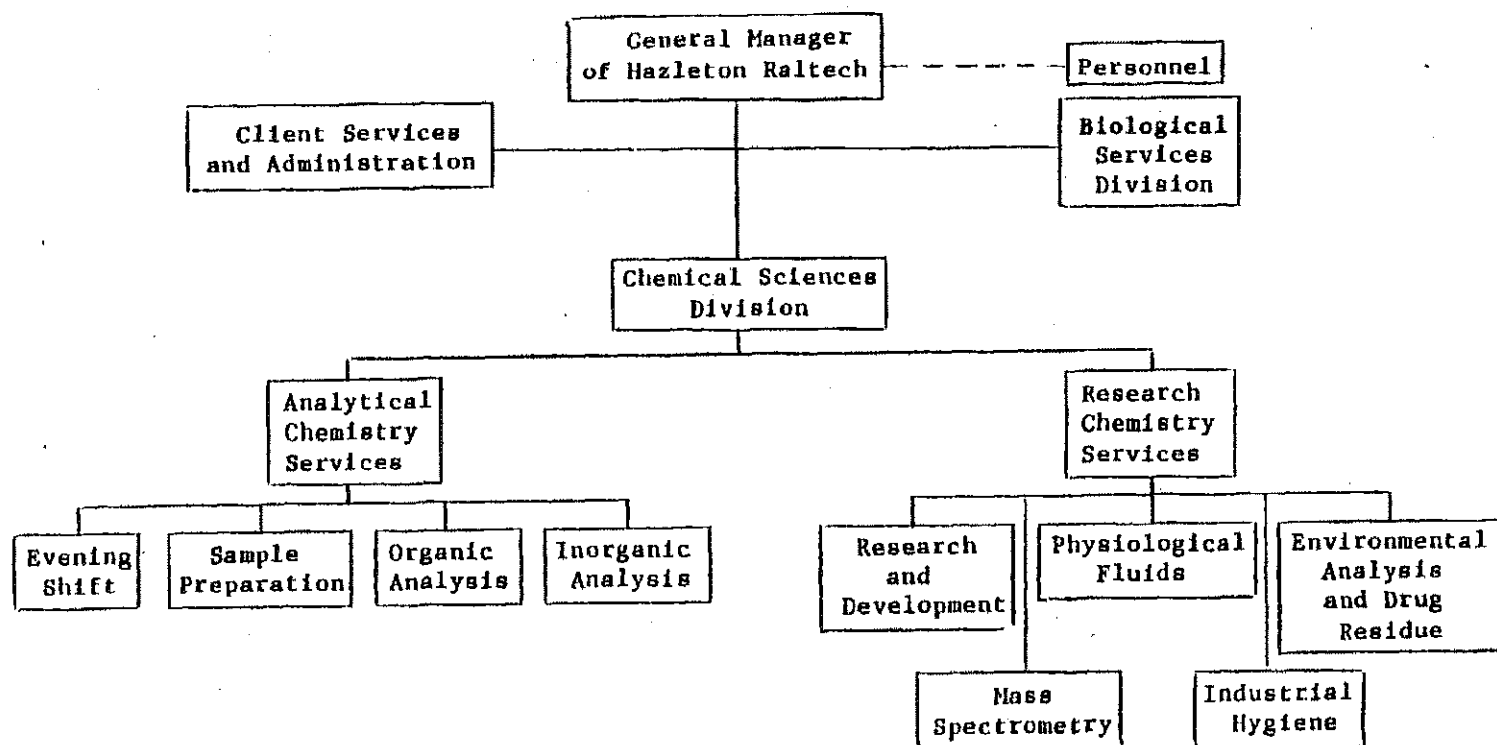 General Manager
of Hazleton Raltech
Personnel
Client Services
and Administration
Biological
Services
Division
Chemical Sciences
Division
Analytical
Chemistry
Services
Research
Chemistry
Services
Evening
Shift
Sample
Preparation
Organic
Analysis
Inorganic
Analysis
Research
and
Development
Physiological
Fluids
Environmental
Analysis
and Drug
Residue
Mass
Spectrometry
Industrial
Hygiene